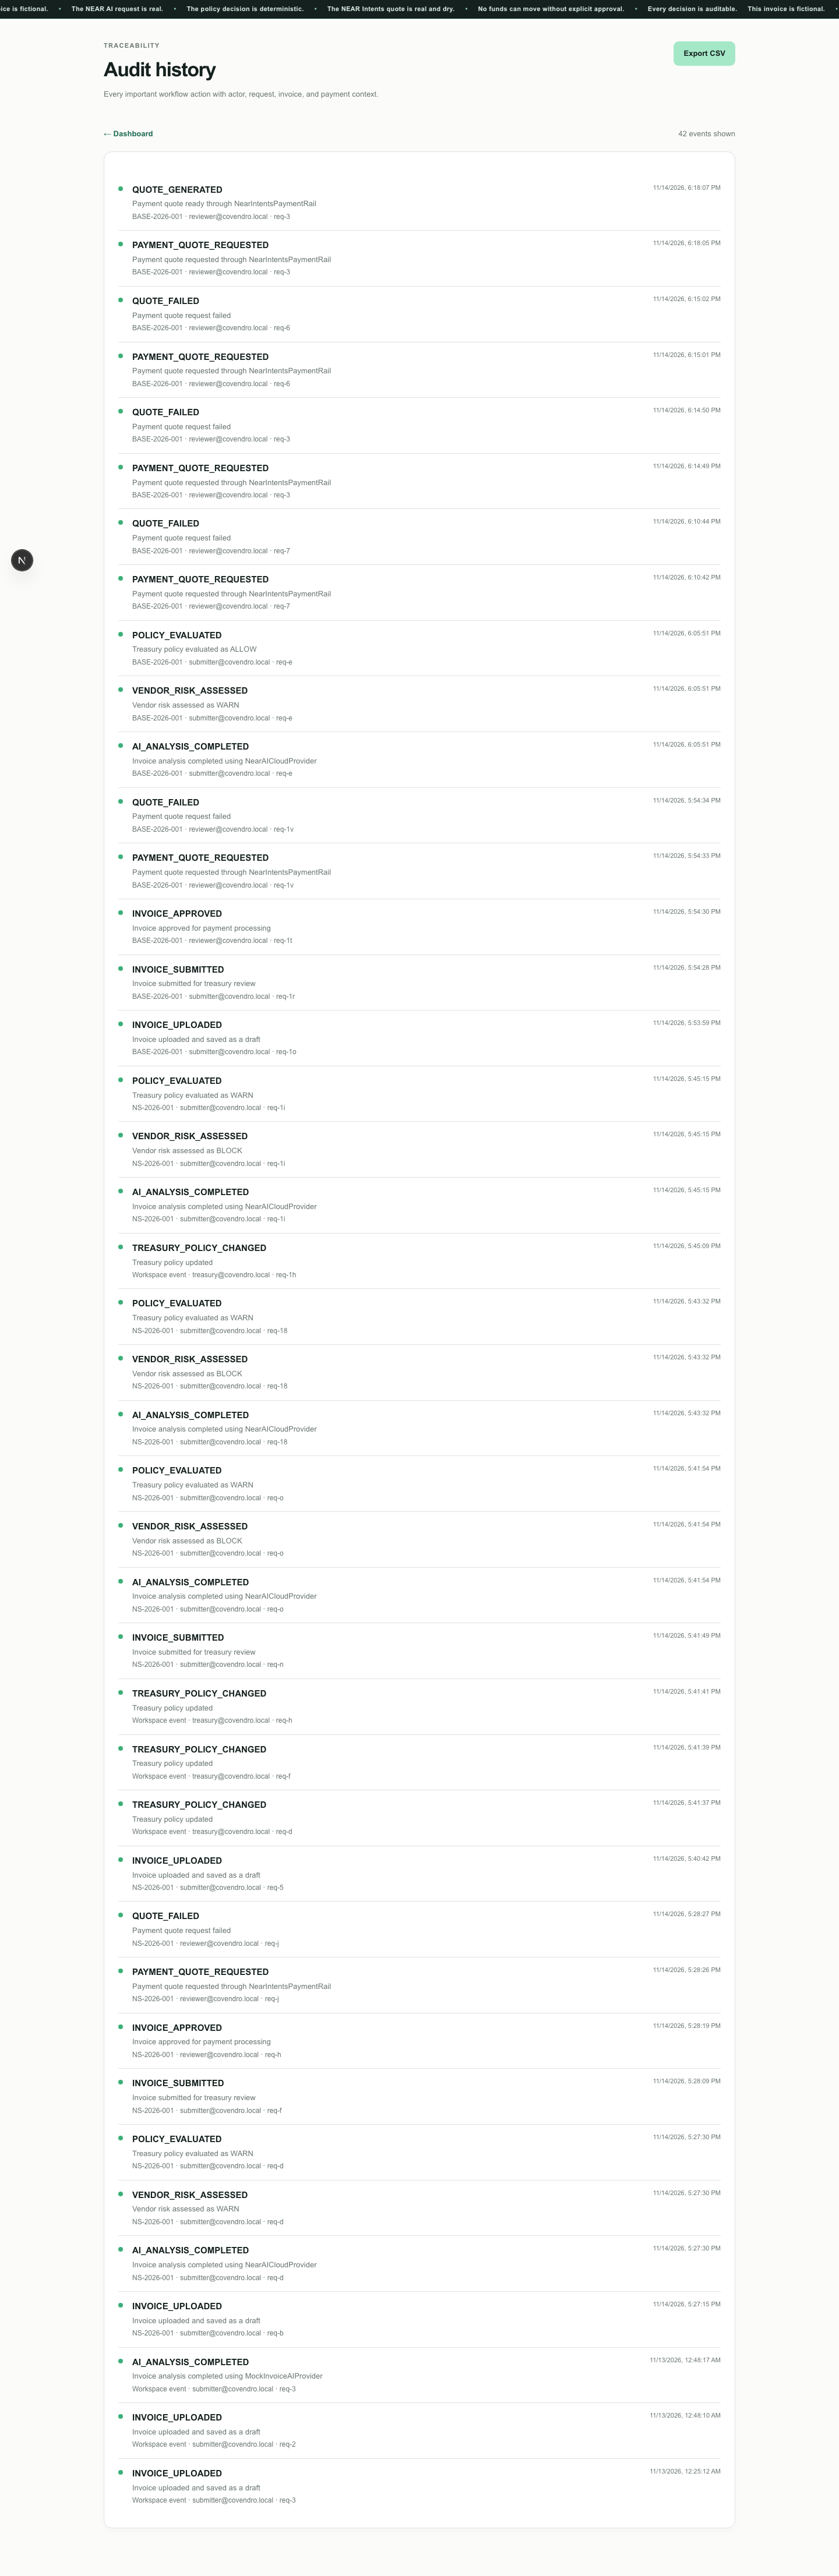 ice is fictional. • The NEAR AI request is real. • The policy decision is deterministic. • The NEAR Intents quote is real and dry. • No funds can move without explicit approval. • Every decision is auditable. This invoice is fictional. •
TRACEABILITY
Audit history
Export CSV
Every important workflow action with actor, request, invoice, and payment context.
← Dashboard
42 events shown
QUOTE_GENERATED
11/14/2026, 6:18:07 PM
Payment quote ready through NearIntentsPaymentRail
BASE-2026-001 · reviewer@covendro.local · req-3
PAYMENT_QUOTE_REQUESTED
11/14/2026, 6:18:05 PM
Payment quote requested through NearIntentsPaymentRail
BASE-2026-001 · reviewer@covendro.local · req-3
QUOTE_FAILED
11/14/2026, 6:15:02 PM
Payment quote request failed
BASE-2026-001 · reviewer@covendro.local · req-6
PAYMENT_QUOTE_REQUESTED
11/14/2026, 6:15:01 PM
Payment quote requested through NearIntentsPaymentRail
BASE-2026-001 · reviewer@covendro.local · req-6
QUOTE_FAILED
11/14/2026, 6:14:50 PM
Payment quote request failed
BASE-2026-001 · reviewer@covendro.local · req-3
PAYMENT_QUOTE_REQUESTED
11/14/2026, 6:14:49 PM
Payment quote requested through NearIntentsPaymentRail
BASE-2026-001 · reviewer@covendro.local · req-3
QUOTE_FAILED
11/14/2026, 6:10:44 PM
Payment quote request failed
BASE-2026-001 · reviewer@covendro.local · req-7
N
PAYMENT_QUOTE_REQUESTED
11/14/2026, 6:10:42 PM
Payment quote requested through NearIntentsPaymentRail
BASE-2026-001 · reviewer@covendro.local · req-7
POLICY_EVALUATED
11/14/2026, 6:05:51 PM
Treasury policy evaluated as ALLOW
BASE-2026-001 · submitter@covendro.local · req-e
VENDOR_RISK_ASSESSED
11/14/2026, 6:05:51 PM
Vendor risk assessed as WARN
BASE-2026-001 · submitter@covendro.local · req-e
AI_ANALYSIS_COMPLETED
11/14/2026, 6:05:51 PM
Invoice analysis completed using NearAICloudProvider
BASE-2026-001 · submitter@covendro.local · req-e
QUOTE_FAILED
11/14/2026, 5:54:34 PM
Payment quote request failed
BASE-2026-001 · reviewer@covendro.local · req-1v
PAYMENT_QUOTE_REQUESTED
11/14/2026, 5:54:33 PM
Payment quote requested through NearIntentsPaymentRail
BASE-2026-001 · reviewer@covendro.local · req-1v
INVOICE_APPROVED
11/14/2026, 5:54:30 PM
Invoice approved for payment processing
BASE-2026-001 · reviewer@covendro.local · req-1t
INVOICE_SUBMITTED
11/14/2026, 5:54:28 PM
Invoice submitted for treasury review
BASE-2026-001 · submitter@covendro.local · req-1r
INVOICE_UPLOADED
11/14/2026, 5:53:59 PM
Invoice uploaded and saved as a draft
BASE-2026-001 · submitter@covendro.local · req-1o
POLICY_EVALUATED
11/14/2026, 5:45:15 PM
Treasury policy evaluated as WARN
NS-2026-001 · submitter@covendro.local · req-1i
VENDOR_RISK_ASSESSED
11/14/2026, 5:45:15 PM
Vendor risk assessed as BLOCK
NS-2026-001 · submitter@covendro.local · req-1i
AI_ANALYSIS_COMPLETED
11/14/2026, 5:45:15 PM
Invoice analysis completed using NearAICloudProvider
NS-2026-001 · submitter@covendro.local · req-1i
TREASURY_POLICY_CHANGED
11/14/2026, 5:45:09 PM
Treasury policy updated
Workspace event · treasury@covendro.local · req-1h
POLICY_EVALUATED
11/14/2026, 5:43:32 PM
Treasury policy evaluated as WARN
NS-2026-001 · submitter@covendro.local · req-18
VENDOR_RISK_ASSESSED
11/14/2026, 5:43:32 PM
Vendor risk assessed as BLOCK
NS-2026-001 · submitter@covendro.local · req-18
AI_ANALYSIS_COMPLETED
11/14/2026, 5:43:32 PM
Invoice analysis completed using NearAICloudProvider
NS-2026-001 · submitter@covendro.local · req-18
POLICY_EVALUATED
11/14/2026, 5:41:54 PM
Treasury policy evaluated as WARN
NS-2026-001 · submitter@covendro.local · req-o
VENDOR_RISK_ASSESSED
11/14/2026, 5:41:54 PM
Vendor risk assessed as BLOCK
NS-2026-001 · submitter@covendro.local · req-o
AI_ANALYSIS_COMPLETED
11/14/2026, 5:41:54 PM
Invoice analysis completed using NearAICloudProvider
NS-2026-001 · submitter@covendro.local · req-o
INVOICE_SUBMITTED
11/14/2026, 5:41:49 PM
Invoice submitted for treasury review
NS-2026-001 · submitter@covendro.local · req-n
TREASURY_POLICY_CHANGED
11/14/2026, 5:41:41 PM
Treasury policy updated
Workspace event · treasury@covendro.local · req-h
TREASURY_POLICY_CHANGED
11/14/2026, 5:41:39 PM
Treasury policy updated
Workspace event · treasury@covendro.local · req-f
TREASURY_POLICY_CHANGED
11/14/2026, 5:41:37 PM
Treasury policy updated
Workspace event · treasury@covendro.local · req-d
INVOICE_UPLOADED
11/14/2026, 5:40:42 PM
Invoice uploaded and saved as a draft
NS-2026-001 · submitter@covendro.local · req-5
QUOTE_FAILED
11/14/2026, 5:28:27 PM
Payment quote request failed
NS-2026-001 · reviewer@covendro.local · req-j
PAYMENT_QUOTE_REQUESTED
11/14/2026, 5:28:26 PM
Payment quote requested through NearIntentsPaymentRail
NS-2026-001 · reviewer@covendro.local · req-j
INVOICE_APPROVED
11/14/2026, 5:28:19 PM
Invoice approved for payment processing
NS-2026-001 · reviewer@covendro.local · req-h
INVOICE_SUBMITTED
11/14/2026, 5:28:09 PM
Invoice submitted for treasury review
NS-2026-001 · submitter@covendro.local · req-f
POLICY_EVALUATED
11/14/2026, 5:27:30 PM
Treasury policy evaluated as WARN
NS-2026-001 · submitter@covendro.local · req-d
VENDOR_RISK_ASSESSED
11/14/2026, 5:27:30 PM
Vendor risk assessed as WARN
NS-2026-001 · submitter@covendro.local · req-d
AI_ANALYSIS_COMPLETED
11/14/2026, 5:27:30 PM
Invoice analysis completed using NearAICloudProvider
NS-2026-001 · submitter@covendro.local · req-d
INVOICE_UPLOADED
11/14/2026, 5:27:15 PM
Invoice uploaded and saved as a draft
NS-2026-001 · submitter@covendro.local · req-b
AI_ANALYSIS_COMPLETED
11/13/2026, 12:48:17 AM
Invoice analysis completed using MockInvoiceAIProvider
Workspace event · submitter@covendro.local · req-3
INVOICE_UPLOADED
11/13/2026, 12:48:10 AM
Invoice uploaded and saved as a draft
Workspace event · submitter@covendro.local · req-2
INVOICE_UPLOADED
11/13/2026, 12:25:12 AM
Invoice uploaded and saved as a draft
Workspace event · submitter@covendro.local · req-3